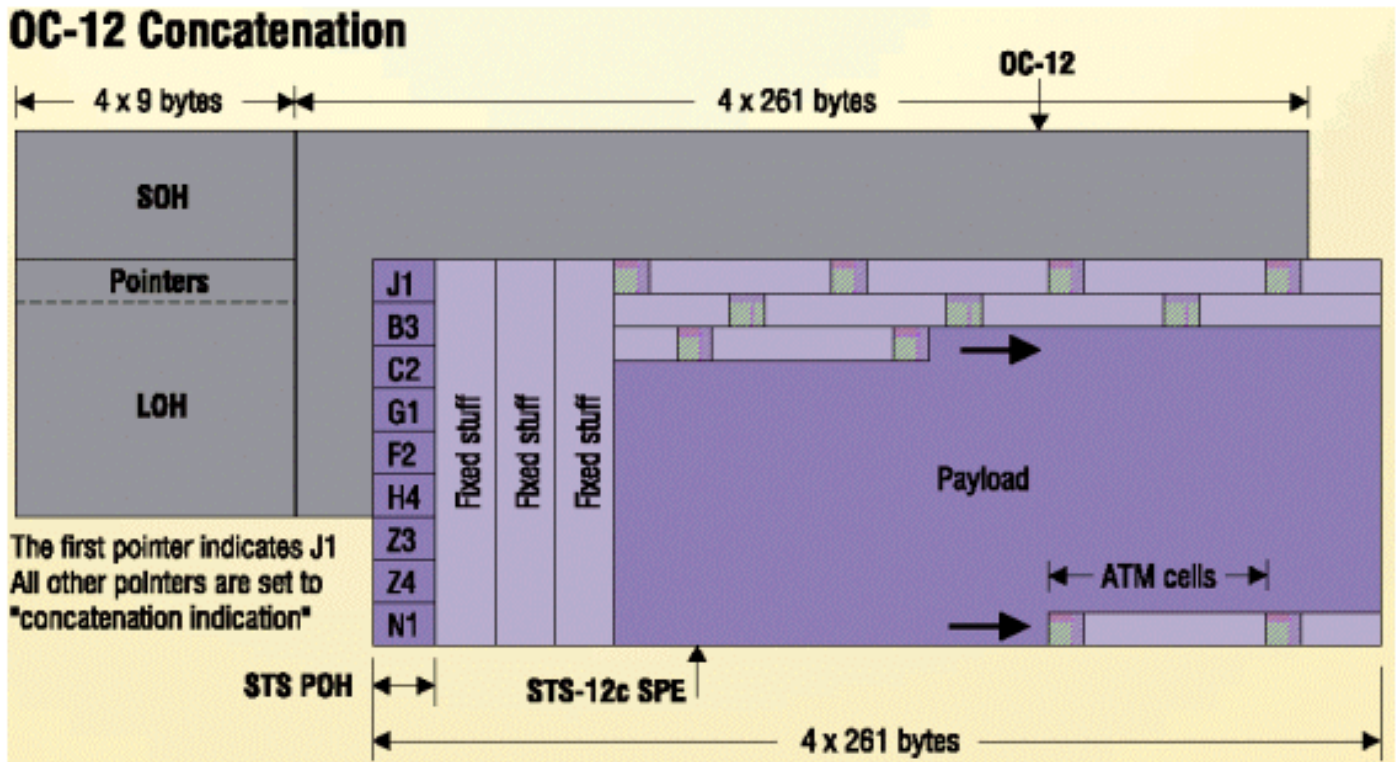 OC-12 Concatenation
OC-12
4 x 9 bytes
4 x 261 bytes
SOH
Pointers
LOH
J1
B3
C2
G1
F2
H4
Z3
Z4
N1
Fixed stuff
Fixed stuff
Fixed stuff
Payload
ATM cells
The first pointer indicates J1
All other pointers are set to
"concatenation indication"
STS POH
STS-12c SPE
4 x 261 bytes